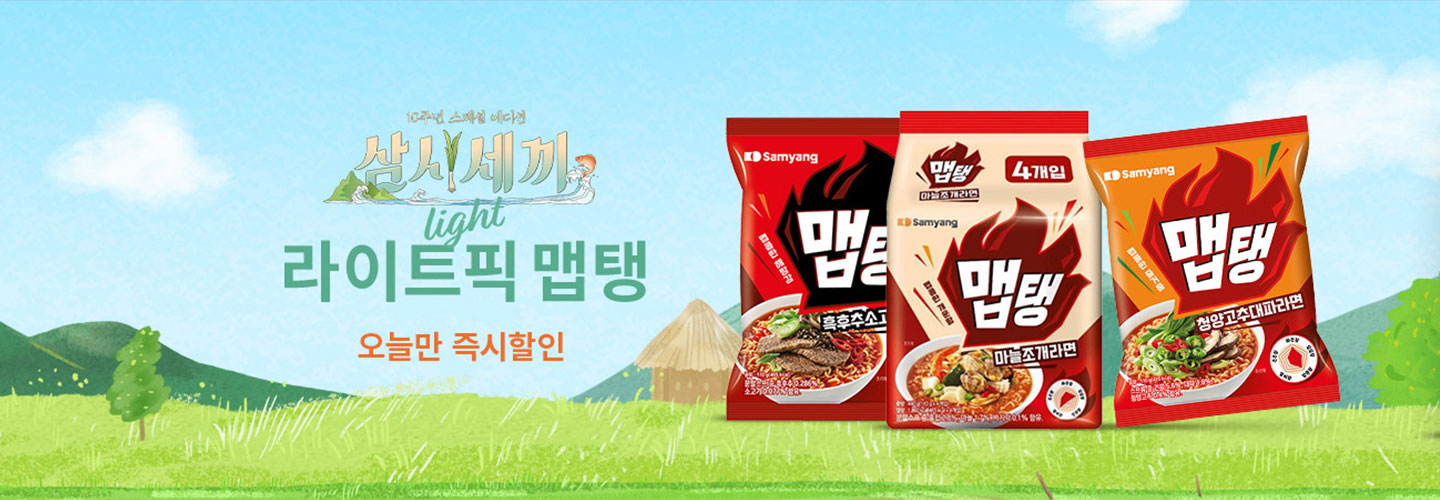 10주년 스페셜 에디션
삼시세끼
light
라이트픽 맵탱
오늘만 즉시할인
Samyang
맵탱
흑후추소고
맵탱
마늘조개라면
4개입
Samyang
맵탱
마늘조개라면
Samyang
맵탱
청양고추대파라면